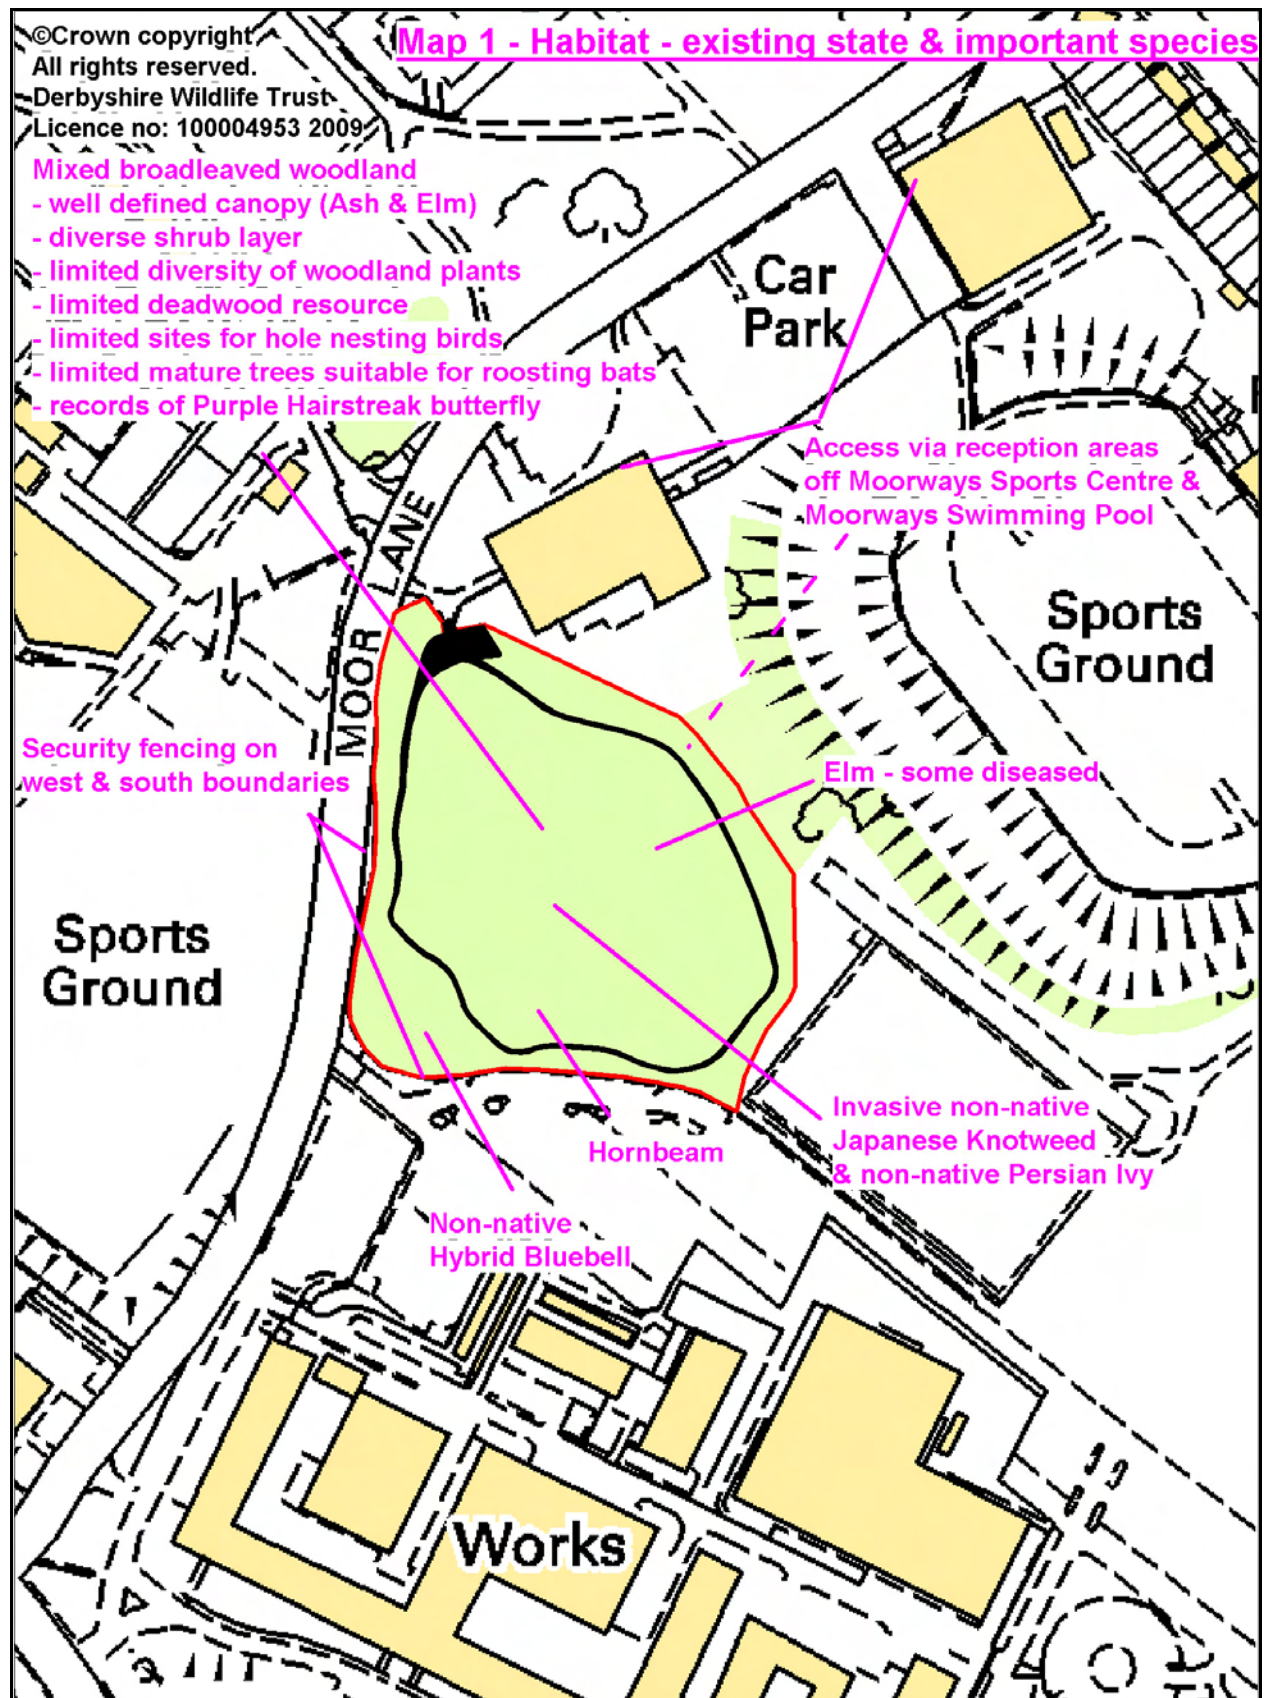 ©Crown copyright
All rights reserved.
Derbyshire Wildlife Trust
Licence no: 100004953 2009
Map 1 - Habitat - existing state & important species
Mixed broadleaved woodland
- well defined canopy (Ash & Elm)
- diverse shrub layer
- limited diversity of woodland plants
- limited deadwood resource
- limited sites for hole nesting birds
- limited mature trees suitable for roosting bats
- records of Purple Hairstreak butterfly
Car
Park
Access via reception areas
off Moorways Sports Centre &
Moorways Swimming Pool
MOOR LANE
Sports
Ground
Security fencing on
west & south boundaries
Elm - some diseased
Sports
Ground
Invasive non-native
Japanese Knotweed
& non-native Persian Ivy
Hornbeam
Non-native
Hybrid Bluebell
Works